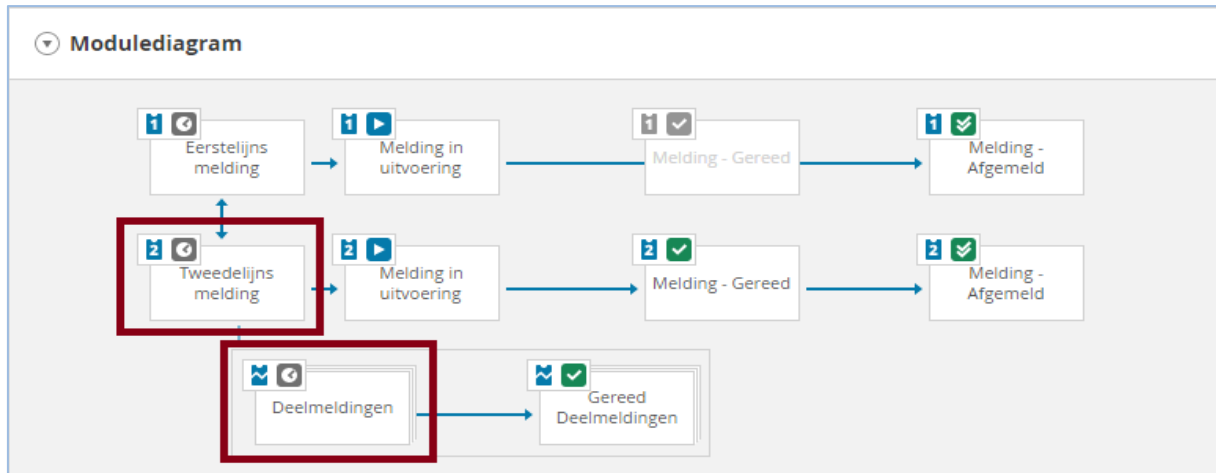 Modulediagram
1
1
1
1
Eerstelijns
melding
Melding in
uitvoering
Melding - Gereed
Melding -
Afgemeld
2
2
2
2
Tweedelijns
melding
Melding in
uitvoering
Melding - Gereed
Melding -
Afgemeld
Deelmeldingen
Gereed
Deelmeldingen